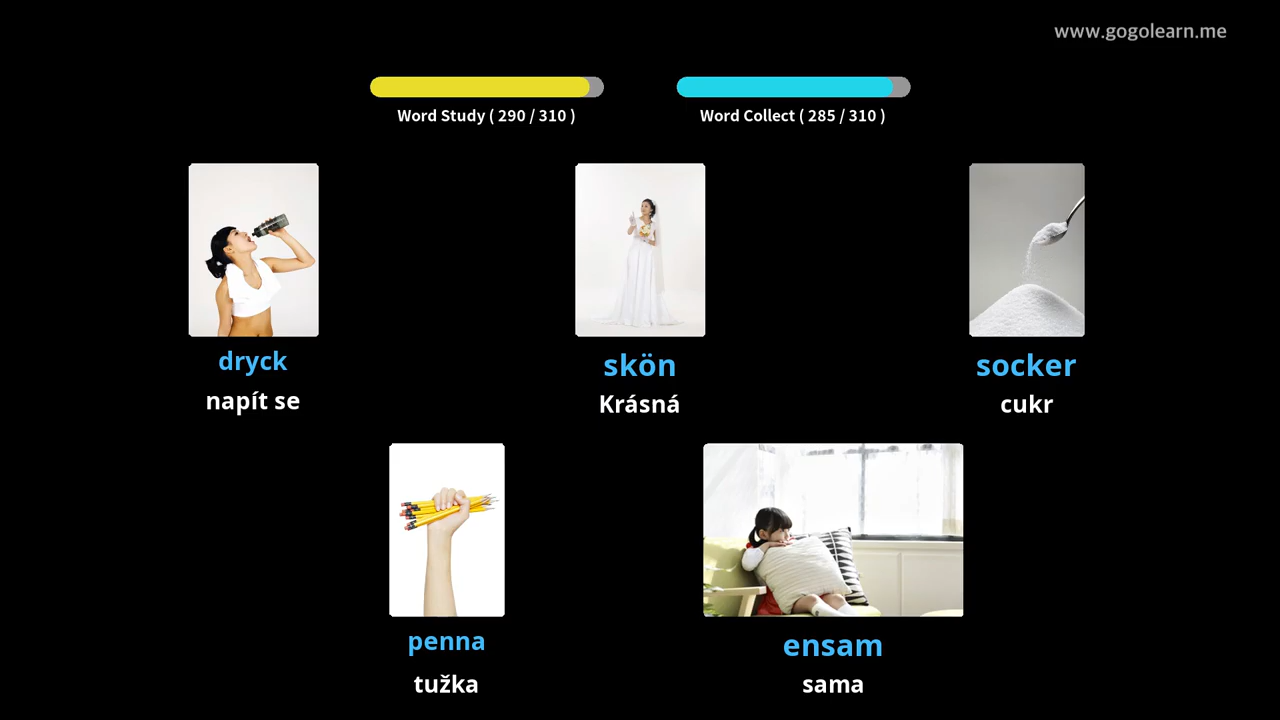 www.gogolearn.me
Word Study ( 290 / 310 )
Word Collect ( 285 / 310 )
dryck
napít se
skön
Krásná
socker
cukr
penna
tužka
ensam
sama